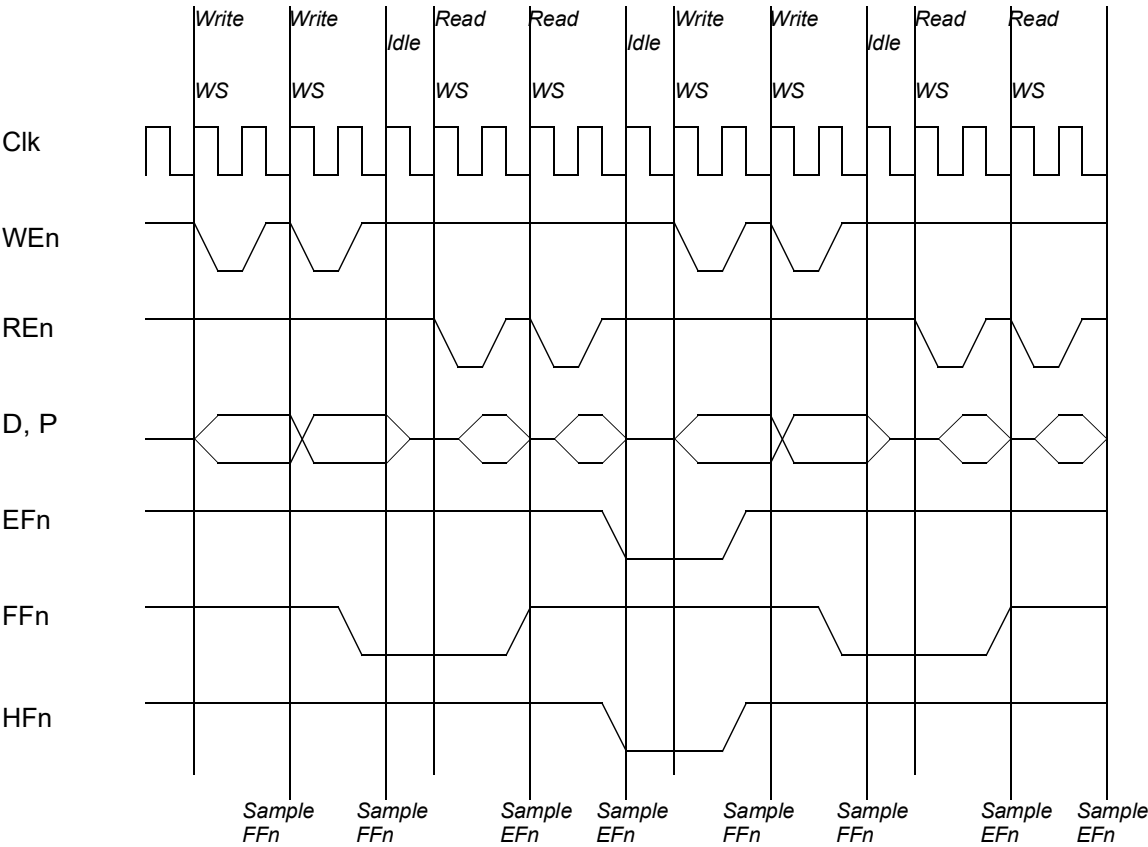 Write Write Read Read Write Write Read Read
Idle Idle Idle
WS WS WS WS WS WS WS WS
Clk
WEn
REn
D, P
EFn
FFn
HFn
Sample Sample Sample Sample Sample Sample Sample Sample
FFn FFn EFn EFn FFn FFn EFn EFn